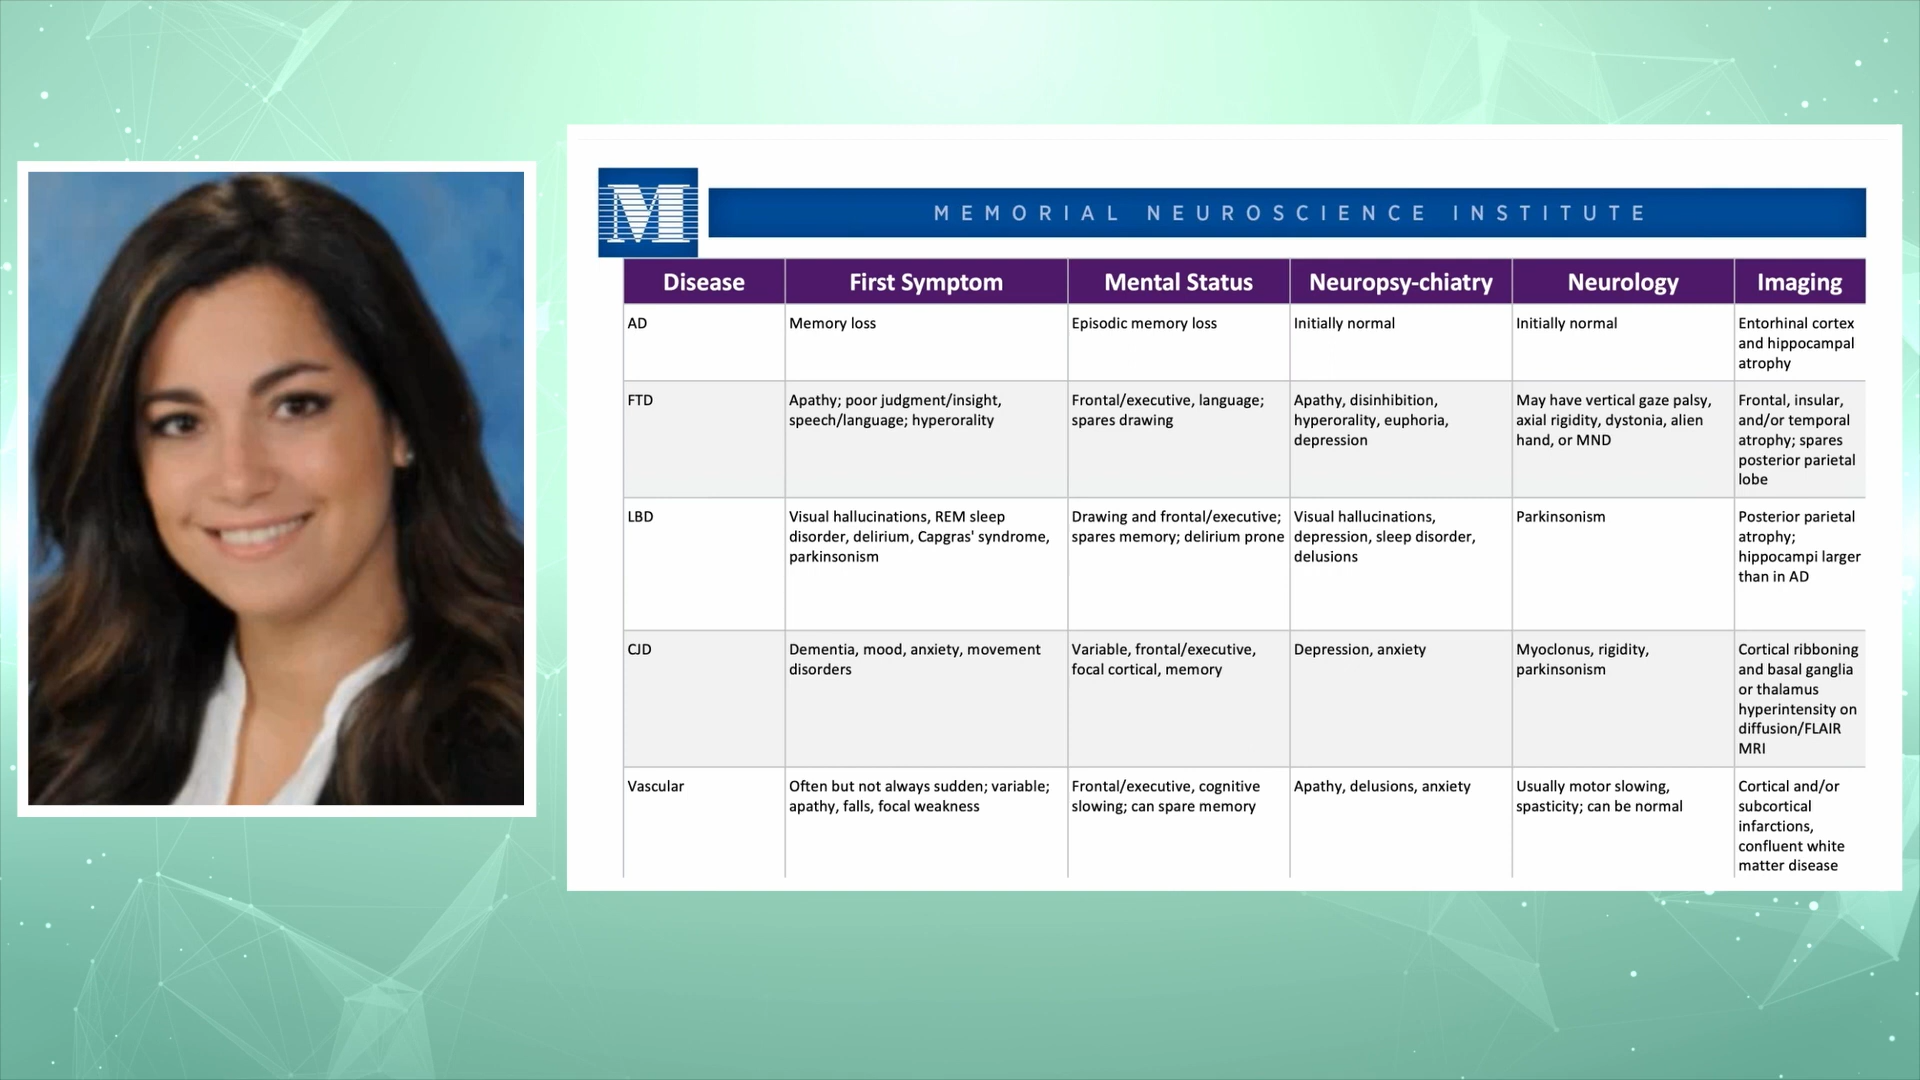 M
MEMORIAL NEUROSCIENCE INSTITUTE
Disease First Symptom Mental Status Neuropsy-chiatry Neurology Imaging
AD
Memory loss
Episodic memory loss
Initially normal
Initially normal
Entorhinal cortex
and hippocampal
atrophy
FTD
Apathy; poor judgment/insight,
speech/language; hyperorality
Frontal/executive, language;
spares drawing
Apathy, disinhibition,
hyperorality, euphoria,
depression
May have vertical gaze palsy,
axial rigidity, dystonia, alien
hand, or MND
Frontal, insular,
and/or temporal
atrophy; spares
posterior parietal
lobe
LBD
Visual hallucinations, REM sleep
disorder, delirium, Capgras' syndrome,
parkinsonism
Drawing and frontal/executive;
spares memory; delirium prone
Visual hallucinations,
depression, sleep disorder,
delusions
Parkinsonism
Posterior parietal
atrophy;
hippocampi larger
than in AD
CJD
Dementia, mood, anxiety, movement
disorders
Variable, frontal/executive,
focal cortical, memory
Depression, anxiety
Myoclonus, rigidity,
parkinsonism
Cortical ribboning
and basal ganglia
or thalamus
hyperintensity on
diffusion/FLAIR
MRI
Vascular
Often but not always sudden; variable;
apathy, falls, focal weakness
Frontal/executive, cognitive
slowing; can spare memory
Apathy, delusions, anxiety
Usually motor slowing,
spasticity; can be normal
Cortical and/or
subcortical
infarctions,
confluent white
matter disease